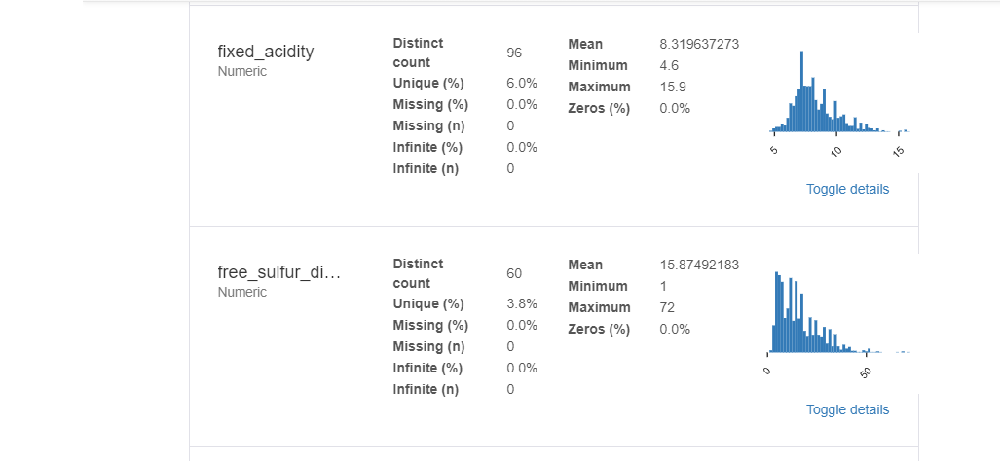 fixed_acidity
Numeric
Distinct
count 96
Unique (%) 6.0%
Missing (%) 0.0%
Missing (n) 0
Infinite (%) 0.0%
Infinite (n) 0
Mean 8.319637273
Minimum 4.6
Maximum 15.9
Zeros (%) 0.0%
5 10 15
Toggle details
free_sulfur_di…
Numeric
Distinct
count 60
Unique (%) 3.8%
Missing (%) 0.0%
Missing (n) 0
Infinite (%) 0.0%
Infinite (n) 0
Mean 15.87492183
Minimum 1
Maximum 72
Zeros (%) 0.0%
0 50
Toggle details